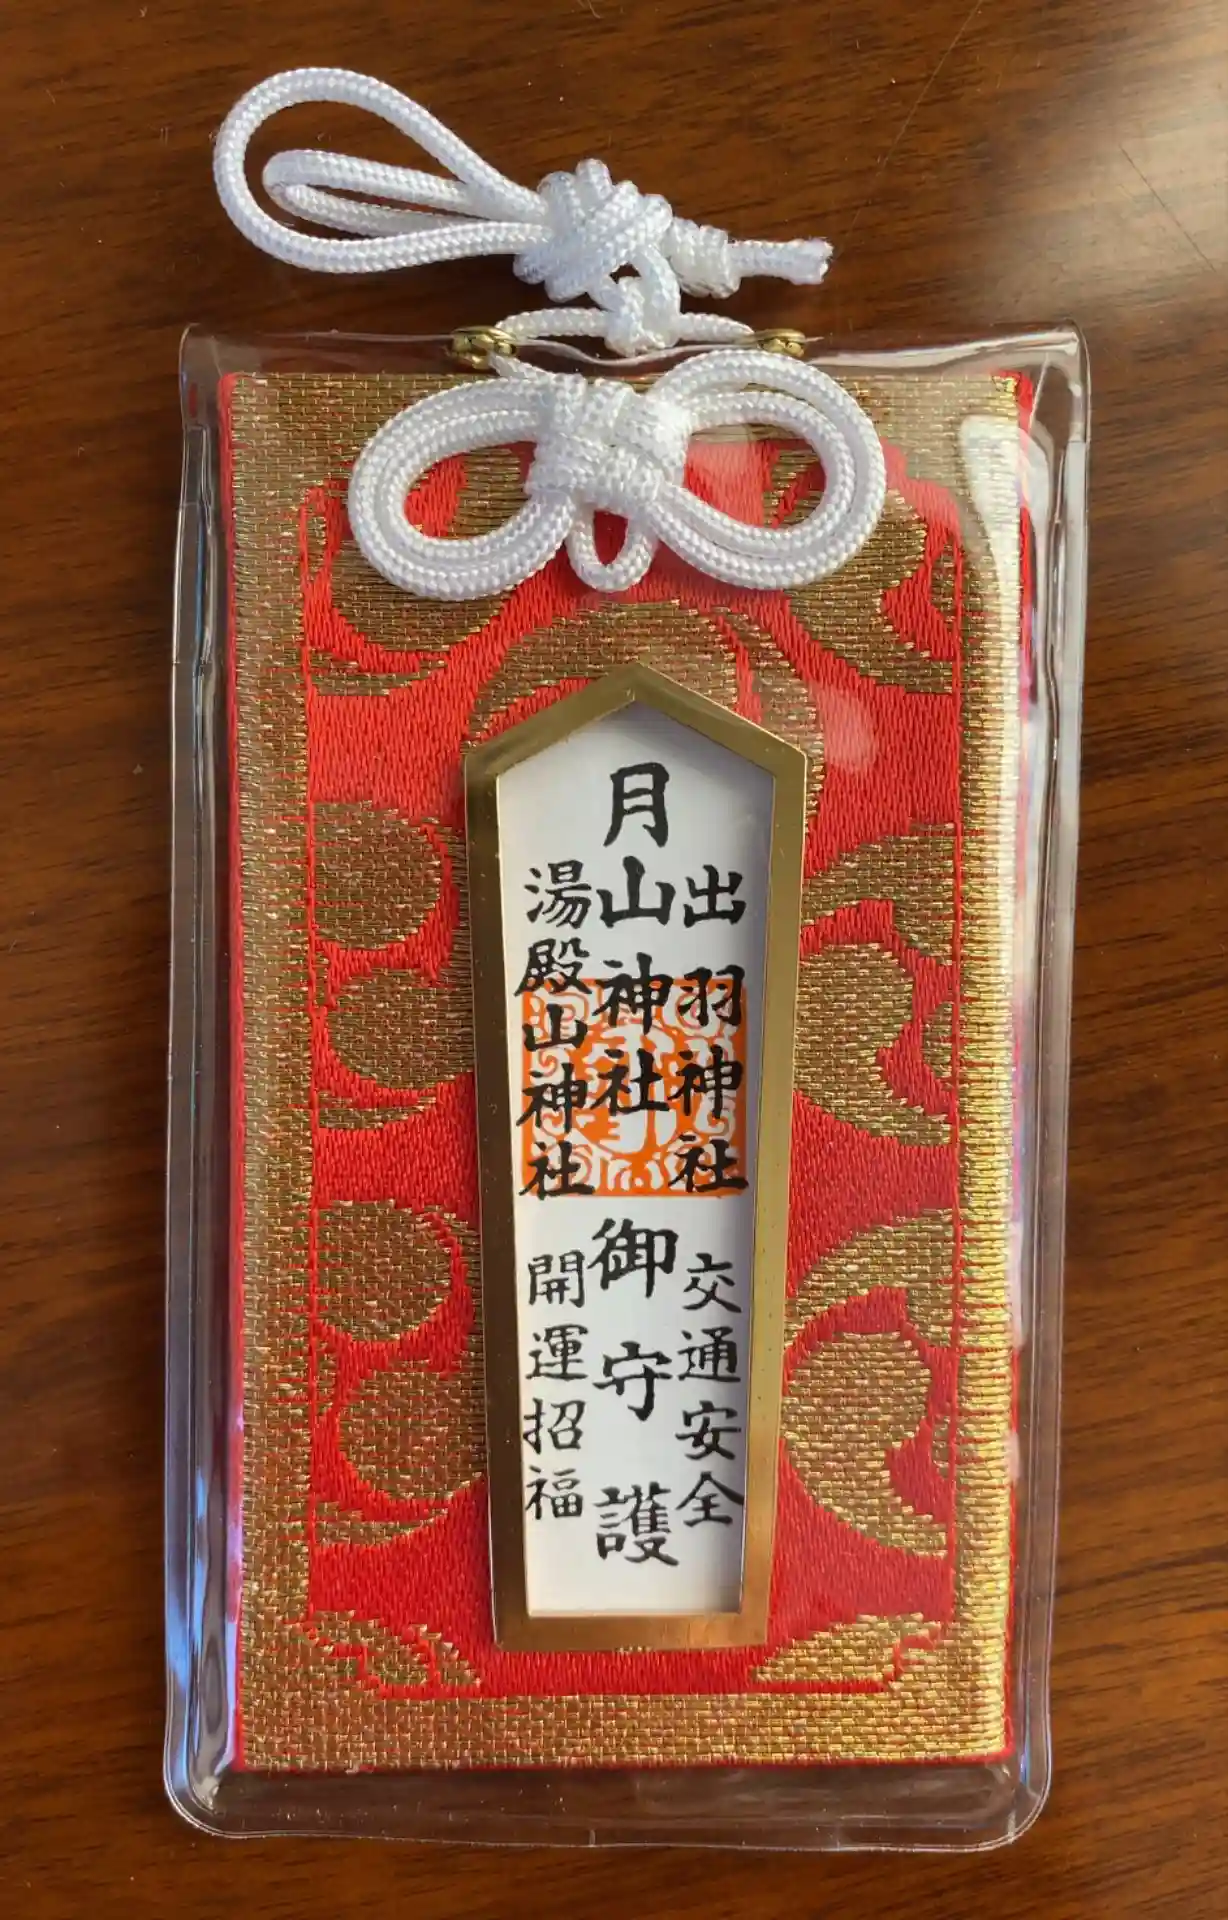 出羽神社 交通安全
月山神社 御守護
湯殿山神社 開運招福